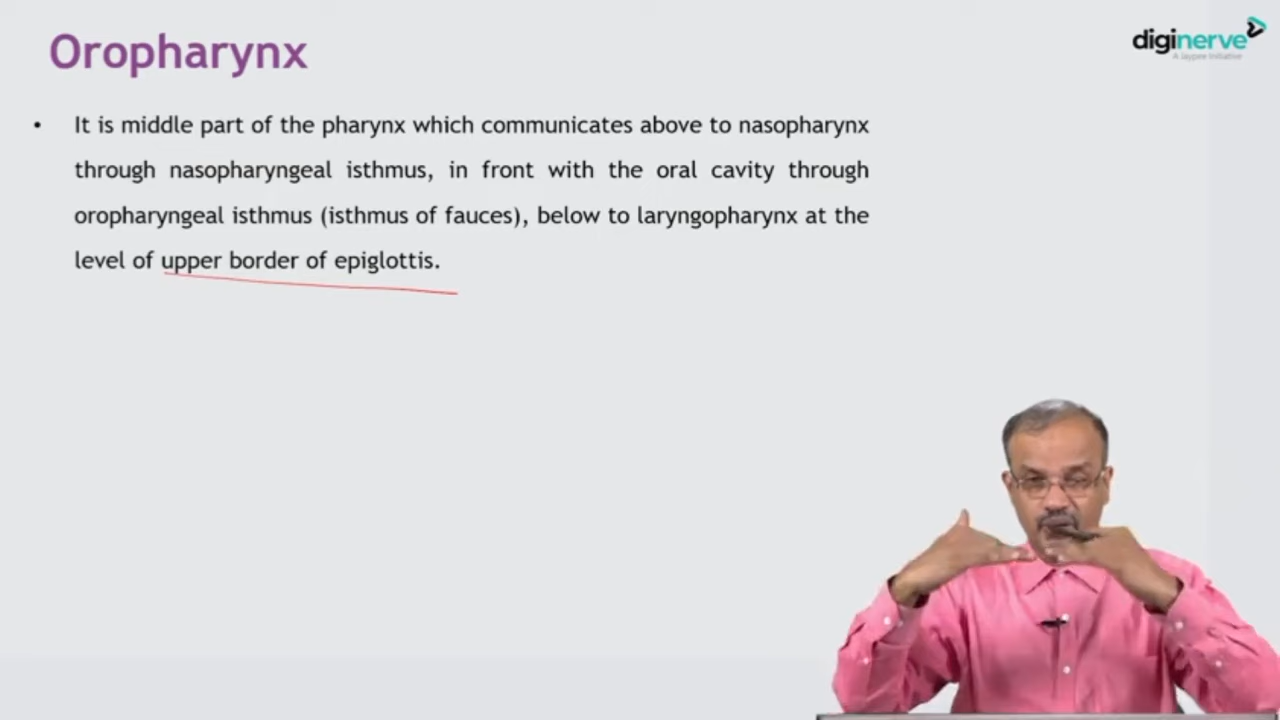 Oropharynx
diginerve
A Jaypee Initiative
• It is middle part of the pharynx which communicates above to nasopharynx
through nasopharyngeal isthmus, in front with the oral cavity through
oropharyngeal isthmus (isthmus of fauces), below to laryngopharynx at the
level of upper border of epiglottis.